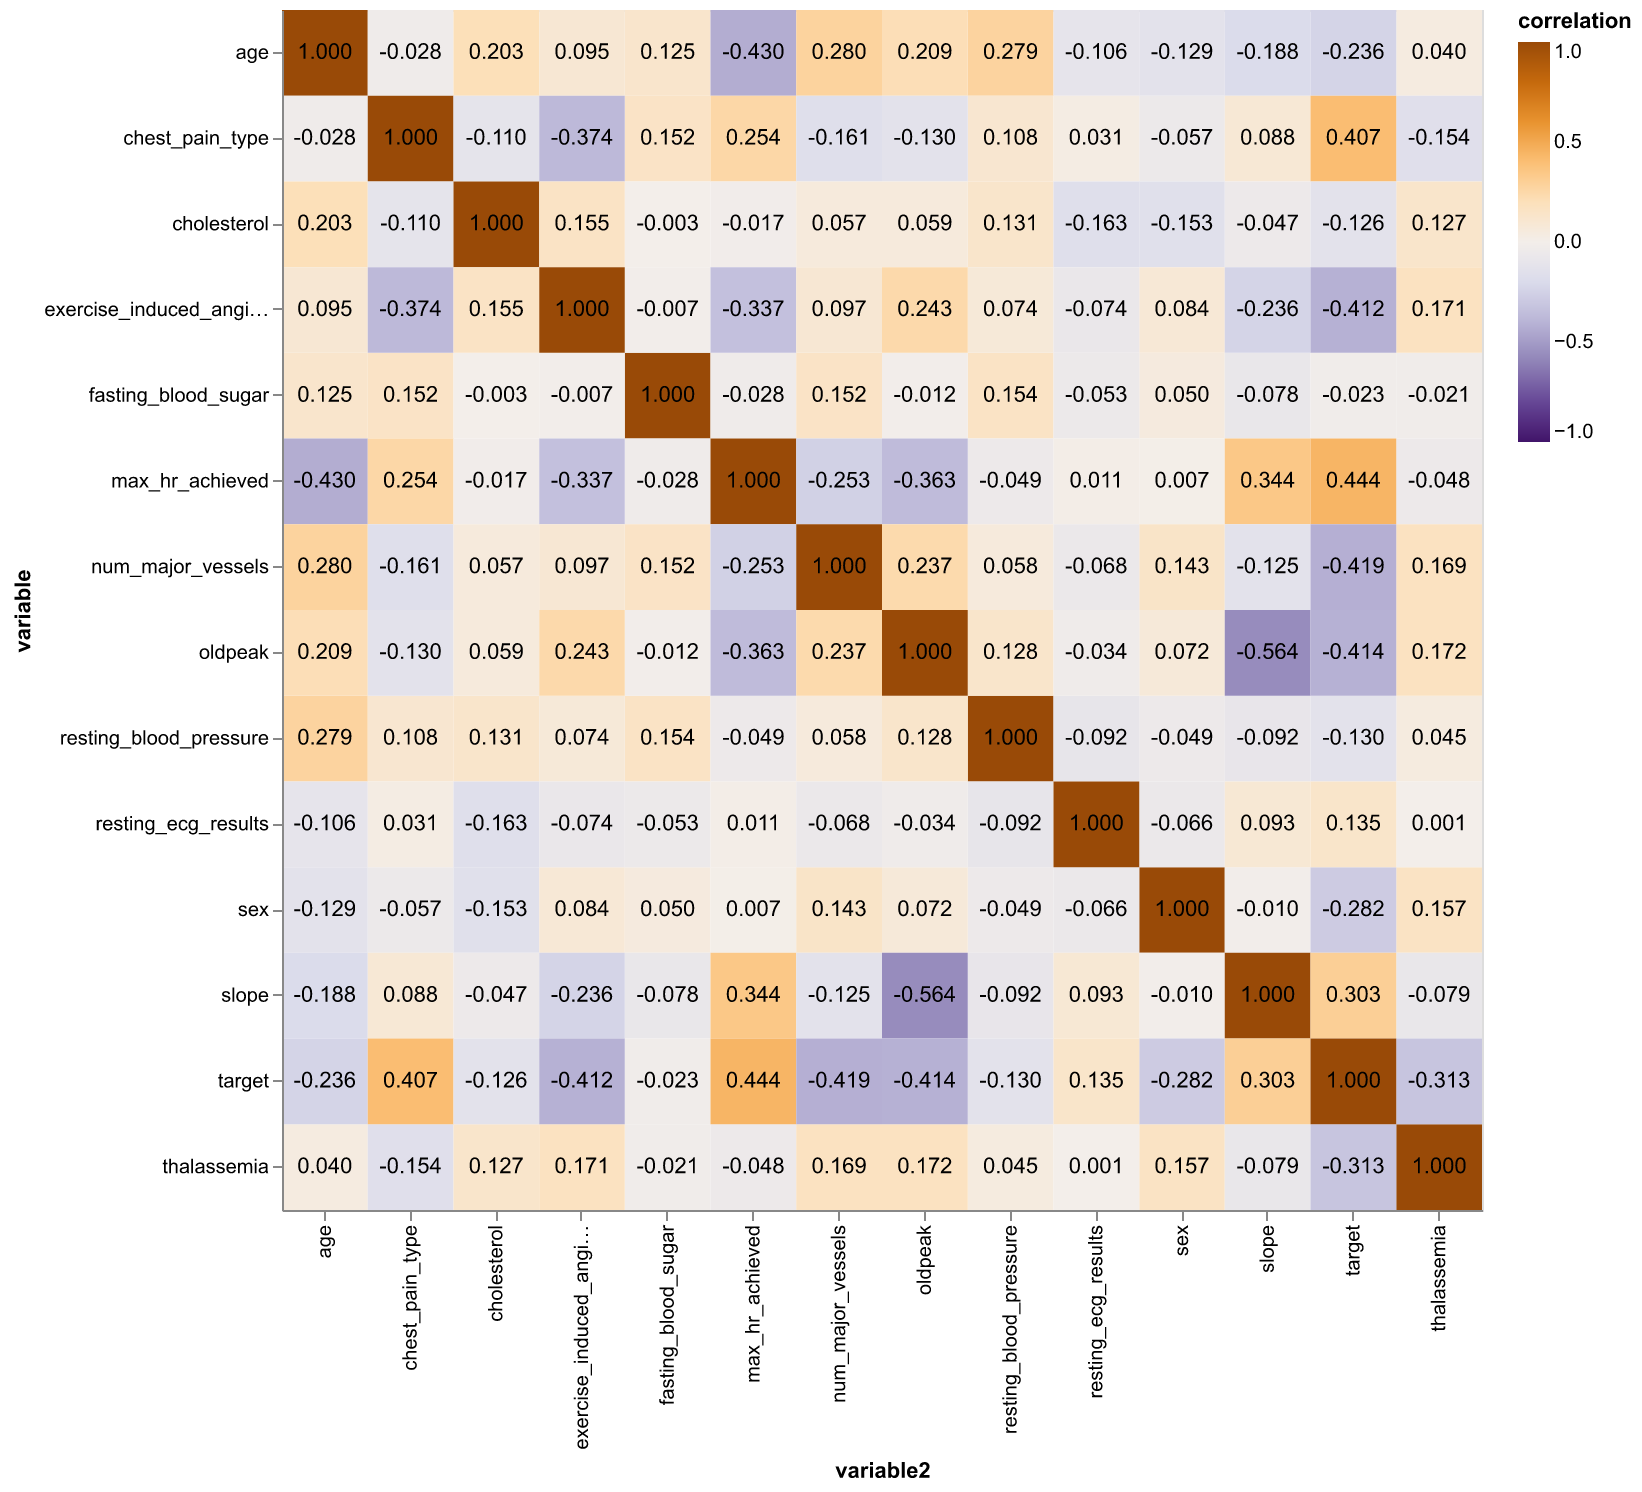 correlation
1.0
0.5
0.0
−0.5
−1.0
variable
age 1.000 -0.028 0.203 0.095 0.125 -0.430 0.280 0.209 0.279 -0.106 -0.129 -0.188 -0.236 0.040
chest_pain_type -0.028 1.000 -0.110 -0.374 0.152 0.254 -0.161 -0.130 0.108 0.031 -0.057 0.088 0.407 -0.154
cholesterol 0.203 -0.110 1.000 0.155 -0.003 -0.017 0.057 0.059 0.131 -0.163 -0.153 -0.047 -0.126 0.127
exercise_induced_angi… 0.095 -0.374 0.155 1.000 -0.007 -0.337 0.097 0.243 0.074 -0.074 0.084 -0.236 -0.412 0.171
fasting_blood_sugar 0.125 0.152 -0.003 -0.007 1.000 -0.028 0.152 -0.012 0.154 -0.053 0.050 -0.078 -0.023 -0.021
max_hr_achieved -0.430 0.254 -0.017 -0.337 -0.028 1.000 -0.253 -0.363 -0.049 0.011 0.007 0.344 0.444 -0.048
num_major_vessels 0.280 -0.161 0.057 0.097 0.152 -0.253 1.000 0.237 0.058 -0.068 0.143 -0.125 -0.419 0.169
oldpeak 0.209 -0.130 0.059 0.243 -0.012 -0.363 0.237 1.000 0.128 -0.034 0.072 -0.564 -0.414 0.172
resting_blood_pressure 0.279 0.108 0.131 0.074 0.154 -0.049 0.058 0.128 1.000 -0.092 -0.049 -0.092 -0.130 0.045
resting_ecg_results -0.106 0.031 -0.163 -0.074 -0.053 0.011 -0.068 -0.034 -0.092 1.000 -0.066 0.093 0.135 0.001
sex -0.129 -0.057 -0.153 0.084 0.050 0.007 0.143 0.072 -0.049 -0.066 1.000 -0.010 -0.282 0.157
slope -0.188 0.088 -0.047 -0.236 -0.078 0.344 -0.125 -0.564 -0.092 0.093 -0.010 1.000 0.303 -0.079
target -0.236 0.407 -0.126 -0.412 -0.023 0.444 -0.419 -0.414 -0.130 0.135 -0.282 0.303 1.000 -0.313
thalassemia 0.040 -0.154 0.127 0.171 -0.021 -0.048 0.169 0.172 0.045 0.001 0.157 -0.079 -0.313 1.000
age
chest_pain_type
cholesterol
exercise_induced_angi…
fasting_blood_sugar
max_hr_achieved
num_major_vessels
oldpeak
resting_blood_pressure
resting_ecg_results
sex
slope
target
thalassemia
variable2